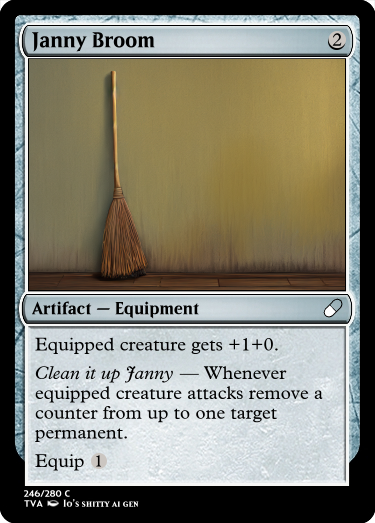 Janny Broom 2
Artifact — Equipment
Equipped creature gets +1+0.
Clean it up Janny — Whenever
equipped creature attacks remove a
counter from up to one target
permanent.
Equip 1
246/280 C
TVA Io's SHITTY AI GEN